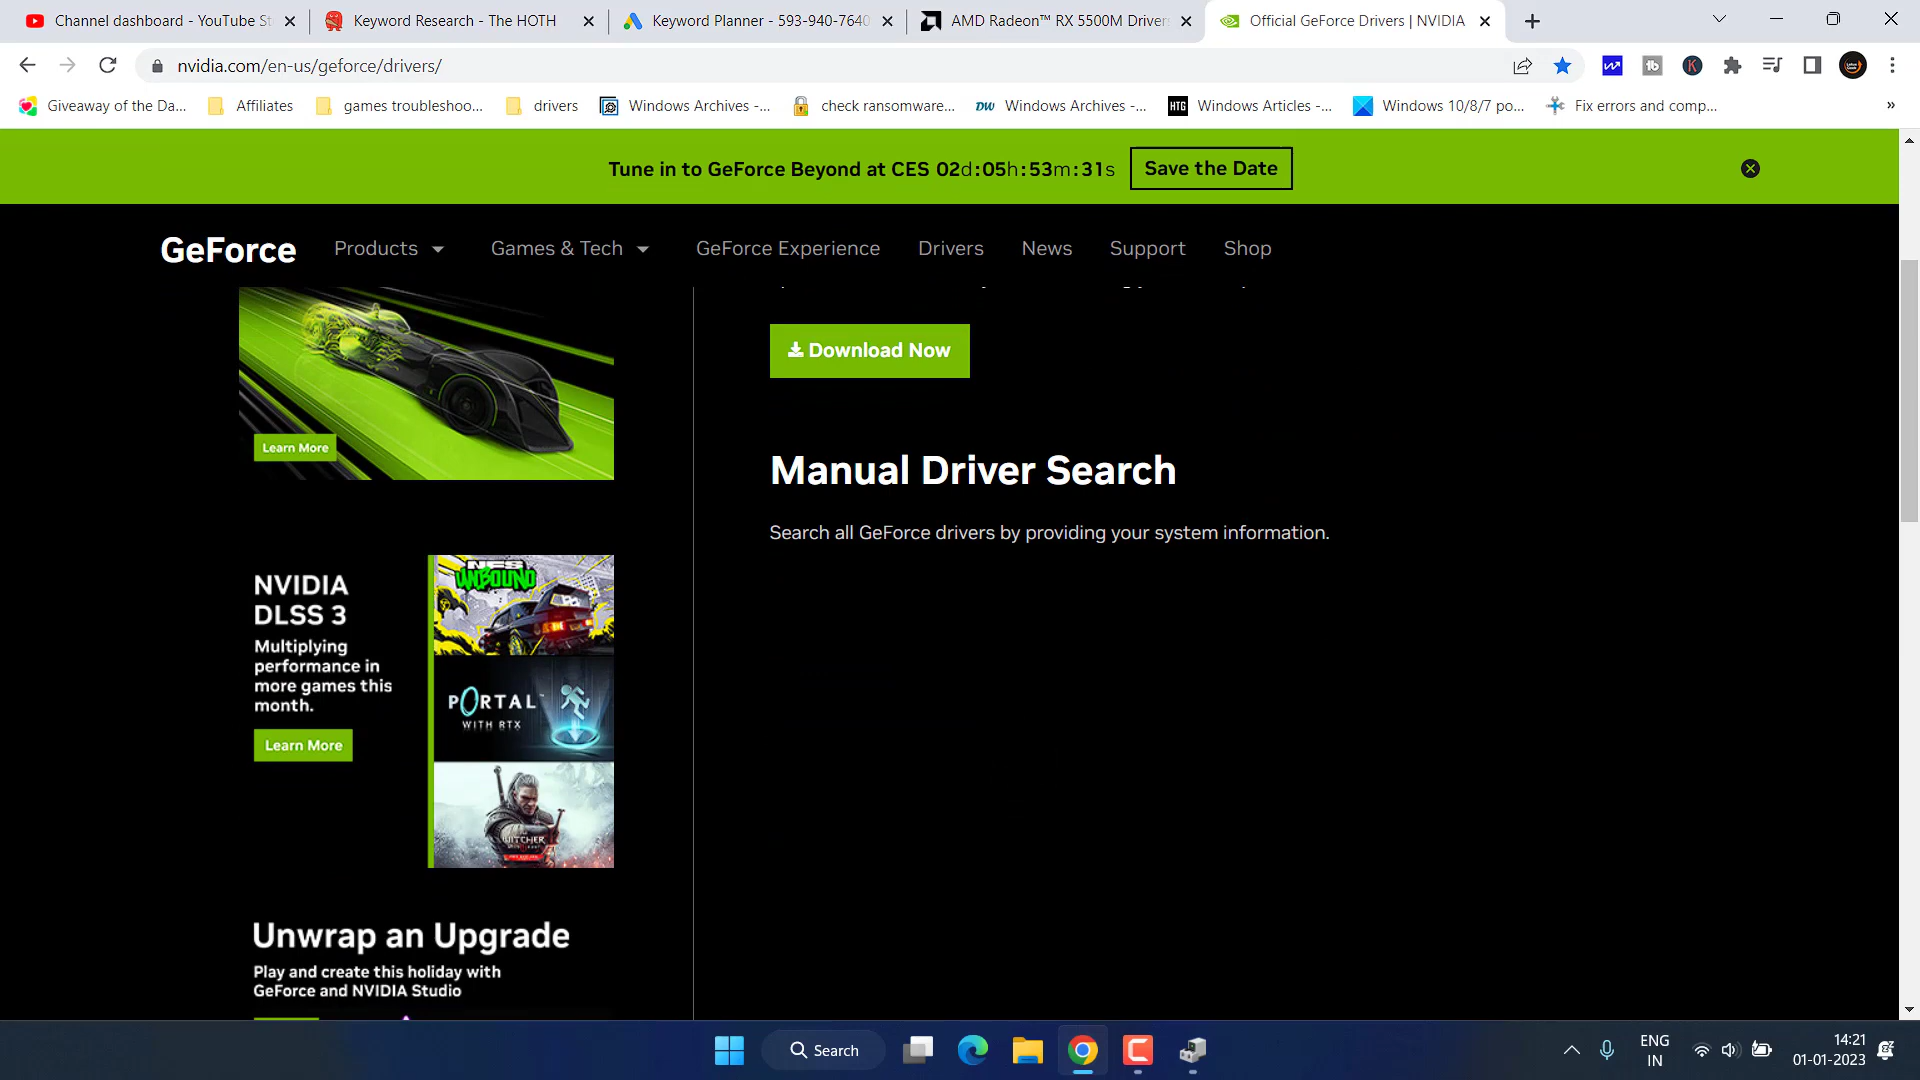 Channel dashboard - YouTube St
Keyword Research - The HOTH
Keyword Planner - 593-940-7640
AMD Radeon™ RX 5500M Driver
Official GeForce Drivers | NVIDIA
nvidia.com/en-us/geforce/drivers/
Giveaway of the Da...
Affiliates
games troubleshoo...
drivers
Windows Archives -...
check ransomware...
DW
Windows Archives -...
HTG
Windows Articles -...
Windows 10/8/7 po...
Fix errors and comp...
»
Tune in to GeForce Beyond at CES 02d:05h:53m:31s
Save the Date
GeForce
Products
Games & Tech
GeForce Experience
Drivers
News
Support
Shop
Learn More
Download Now
Manual Driver Search
Search all GeForce drivers by providing your system information.
NVIDIA
DLSS 3
Multiplying
performance in
more games this
month.
Learn More
NFS
UNBOUND
PORTAL
WITH RTX
WITCHER
Unwrap an Upgrade
Play and create this holiday with
GeForce and NVIDIA Studio
Search
ENG
IN
14:21
01-01-2023